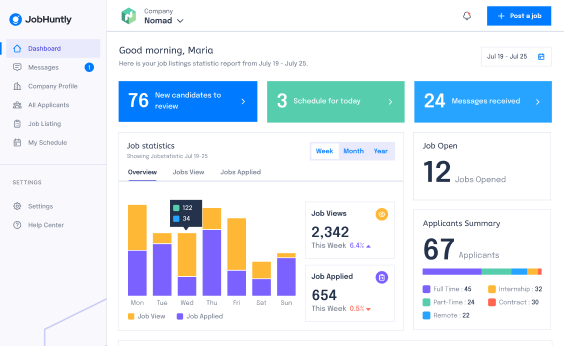 JobHuntly
Company
Nomad
Post a job
Dashboard
Messages
1
Company Profile
All Applicants
Job Listing
My Schedule
SETTINGS
Settings
Help Center
Good morning, Maria
Here is your job listings statistic report from July 19 - July 25.
Jul 19 - Jul 25
76
New candidates to
review
3
Schedule for today
24
Messages received
Job statistics
Showing Jobstatistic Jul 19-25
Week
Month
Year
Overview
Jobs View
Jobs Applied
122
34
Mon
Tue
Wed
Thu
Fri
Sat
Sun
Job View
Job Applied
Job Views
2,342
This Week 6.4%
Job Applied
654
This Week 0.5%
Job Open
12 Jobs Opened
Applicants Summary
67 Applicants
Full Time : 45
Internship : 32
Part-Time : 24
Contract : 30
Remote : 22